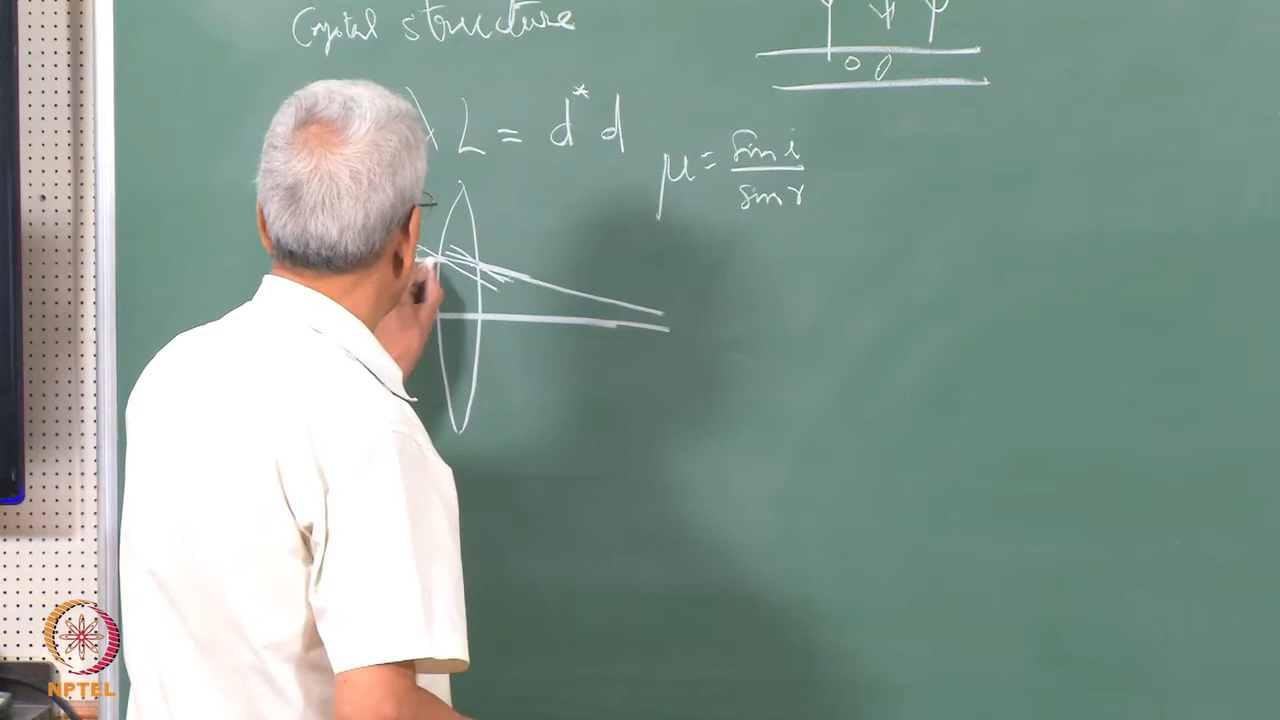 Crystal structure
λ L = d* d
μ = sin i / sin r
NPTEL